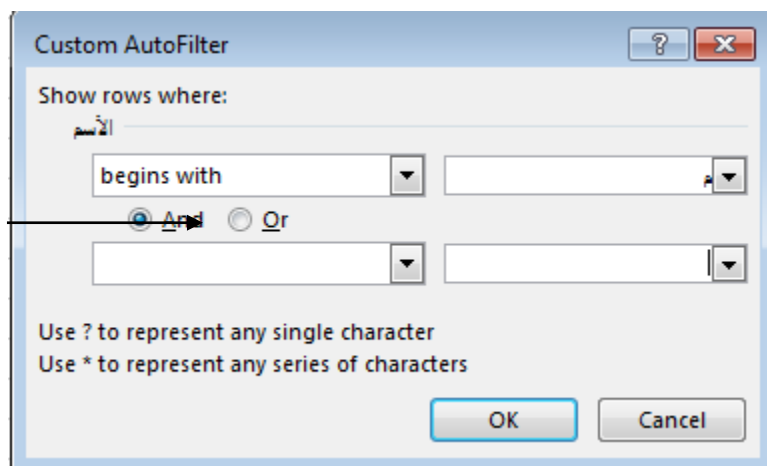 Custom AutoFilter
Show rows where:
الأسم
begins with م
And Or
Use ? to represent any single character
Use * to represent any series of characters
OK Cancel